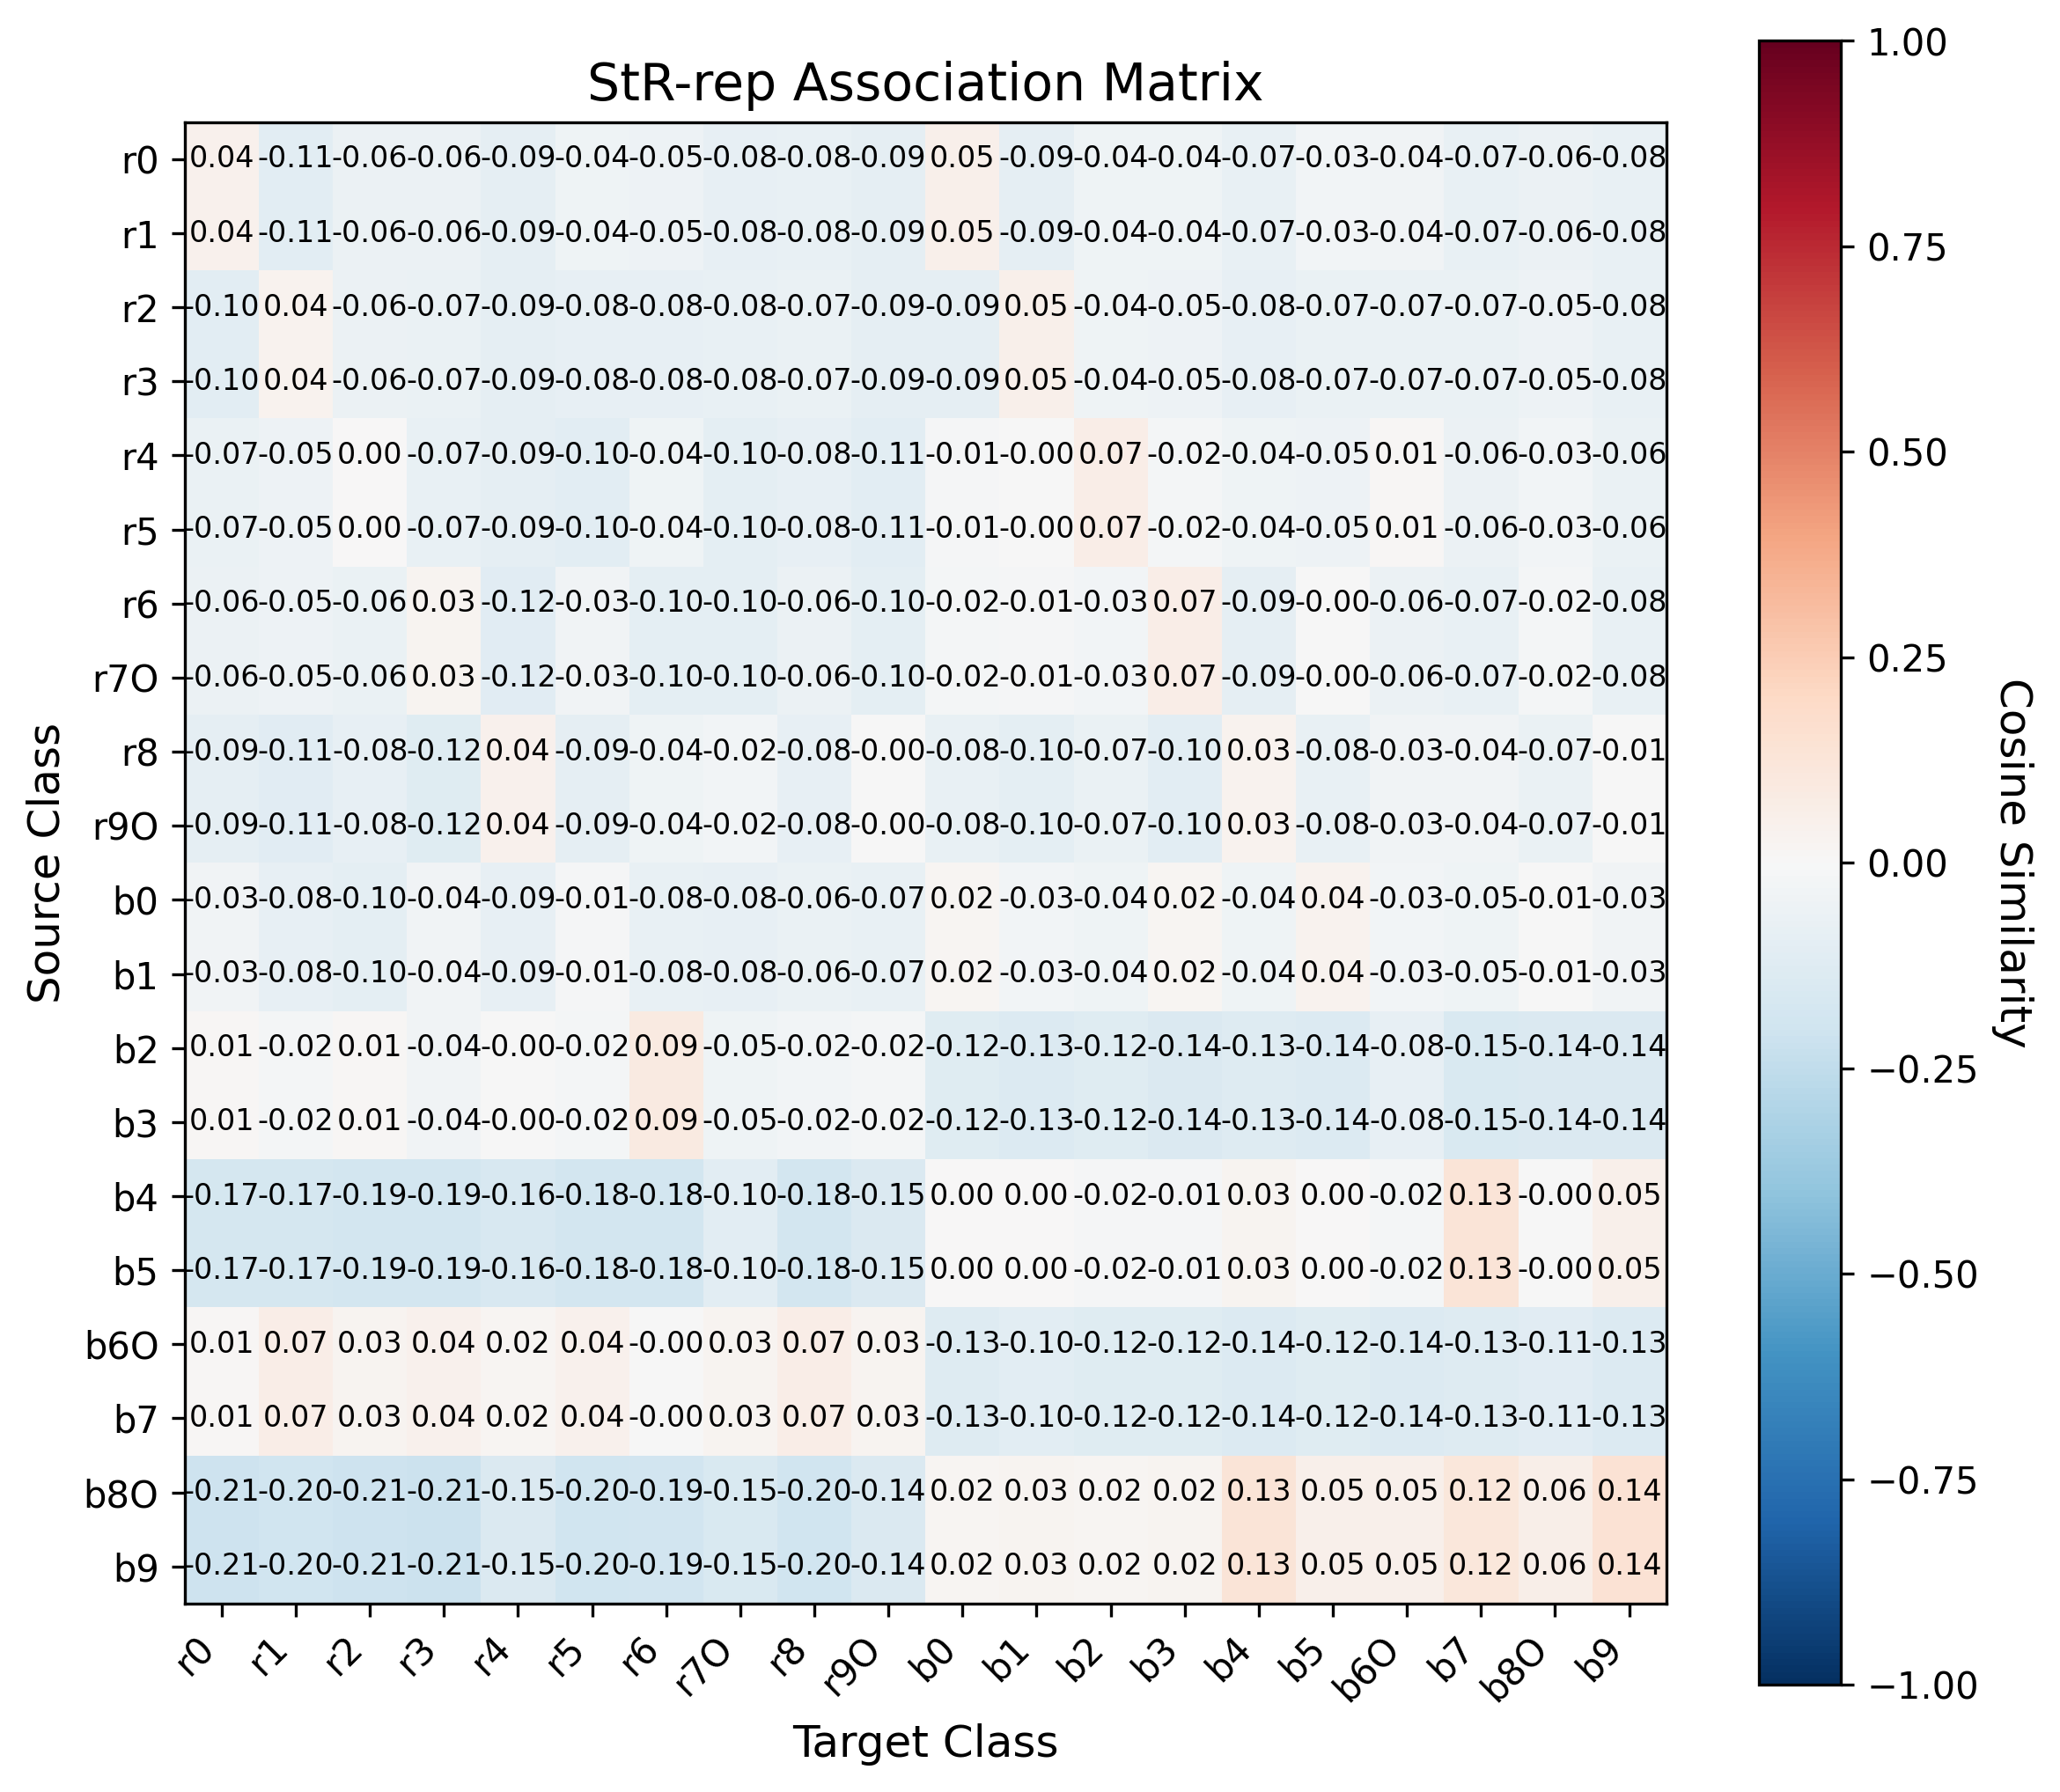 StR-rep Association Matrix
r0 0.04 -0.11 -0.06 -0.06 -0.09 -0.04 -0.05 -0.08 -0.08 -0.09 0.05 -0.09 -0.04 -0.04 -0.07 -0.03 -0.04 -0.07 -0.06 -0.08
r1 0.04 -0.11 -0.06 -0.06 -0.09 -0.04 -0.05 -0.08 -0.08 -0.09 0.05 -0.09 -0.04 -0.04 -0.07 -0.03 -0.04 -0.07 -0.06 -0.08
r2 -0.10 0.04 -0.06 -0.07 -0.09 -0.08 -0.08 -0.08 -0.07 -0.09 -0.09 0.05 -0.04 -0.05 -0.08 -0.07 -0.07 -0.07 -0.05 -0.08
r3 -0.10 0.04 -0.06 -0.07 -0.09 -0.08 -0.08 -0.08 -0.07 -0.09 -0.09 0.05 -0.04 -0.05 -0.08 -0.07 -0.07 -0.07 -0.05 -0.08
r4 -0.07 -0.05 0.00 -0.07 -0.09 -0.10 -0.04 -0.10 -0.08 -0.11 -0.01 -0.00 0.07 -0.02 -0.04 -0.05 0.01 -0.06 -0.03 -0.06
r5 -0.07 -0.05 0.00 -0.07 -0.09 -0.10 -0.04 -0.10 -0.08 -0.11 -0.01 -0.00 0.07 -0.02 -0.04 -0.05 0.01 -0.06 -0.03 -0.06
r6 -0.06 -0.05 -0.06 0.03 -0.12 -0.03 -0.10 -0.10 -0.06 -0.10 -0.02 -0.01 -0.03 0.07 -0.09 -0.00 -0.06 -0.07 -0.02 -0.08
r7O -0.06 -0.05 -0.06 0.03 -0.12 -0.03 -0.10 -0.10 -0.06 -0.10 -0.02 -0.01 -0.03 0.07 -0.09 -0.00 -0.06 -0.07 -0.02 -0.08
r8 -0.09 -0.11 -0.08 -0.12 0.04 -0.09 -0.04 -0.02 -0.08 -0.00 -0.08 -0.10 -0.07 -0.10 0.03 -0.08 -0.03 -0.04 -0.07 -0.01
r9O -0.09 -0.11 -0.08 -0.12 0.04 -0.09 -0.04 -0.02 -0.08 -0.00 -0.08 -0.10 -0.07 -0.10 0.03 -0.08 -0.03 -0.04 -0.07 -0.01
b0 -0.03 -0.08 -0.10 -0.04 -0.09 -0.01 -0.08 -0.08 -0.06 -0.07 0.02 -0.03 -0.04 0.02 -0.04 0.04 -0.03 -0.05 -0.01 -0.03
b1 -0.03 -0.08 -0.10 -0.04 -0.09 -0.01 -0.08 -0.08 -0.06 -0.07 0.02 -0.03 -0.04 0.02 -0.04 0.04 -0.03 -0.05 -0.01 -0.03
b2 0.01 -0.02 0.01 -0.04 -0.00 -0.02 0.09 -0.05 -0.02 -0.02 -0.12 -0.13 -0.12 -0.14 -0.13 -0.14 -0.08 -0.15 -0.14 -0.14
b3 0.01 -0.02 0.01 -0.04 -0.00 -0.02 0.09 -0.05 -0.02 -0.02 -0.12 -0.13 -0.12 -0.14 -0.13 -0.14 -0.08 -0.15 -0.14 -0.14
b4 -0.17 -0.17 -0.19 -0.19 -0.16 -0.18 -0.18 -0.10 -0.18 -0.15 0.00 0.00 -0.02 -0.01 0.03 0.00 -0.02 0.13 -0.00 0.05
b5 -0.17 -0.17 -0.19 -0.19 -0.16 -0.18 -0.18 -0.10 -0.18 -0.15 0.00 0.00 -0.02 -0.01 0.03 0.00 -0.02 0.13 -0.00 0.05
b6O 0.01 0.07 0.03 0.04 0.02 0.04 -0.00 0.03 0.07 0.03 -0.13 -0.10 -0.12 -0.12 -0.14 -0.12 -0.14 -0.13 -0.11 -0.13
b7 0.01 0.07 0.03 0.04 0.02 0.04 -0.00 0.03 0.07 0.03 -0.13 -0.10 -0.12 -0.12 -0.14 -0.12 -0.14 -0.13 -0.11 -0.13
b8O -0.21 -0.20 -0.21 -0.21 -0.15 -0.20 -0.19 -0.15 -0.20 -0.14 0.02 0.03 0.02 0.02 0.13 0.05 0.05 0.12 0.06 0.14
b9 -0.21 -0.20 -0.21 -0.21 -0.15 -0.20 -0.19 -0.15 -0.20 -0.14 0.02 0.03 0.02 0.02 0.13 0.05 0.05 0.12 0.06 0.14
r0 r1 r2 r3 r4 r5 r6 r7O r8 r9O b0 b1 b2 b3 b4 b5 b6O b7 b8O b9
Target Class
Source Class
1.00
0.75
0.50
0.25
0.00
−0.25
−0.50
−0.75
−1.00
Cosine Similarity